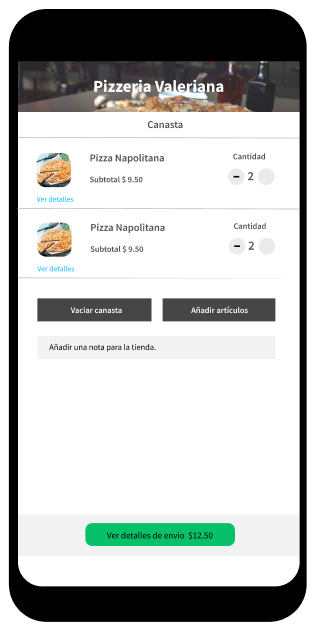 Pizzeria Valeriana
Canasta
Pizza Napolitana
Cantidad
Subtotal $ 9.50
- 2
Ver detalles
Pizza Napolitana
Cantidad
Subtotal $ 9.50
- 2
Ver detalles
Vaciar canasta
Añadir artículos
Añadir una nota para la tienda.
Ver detalles de envio $12.50